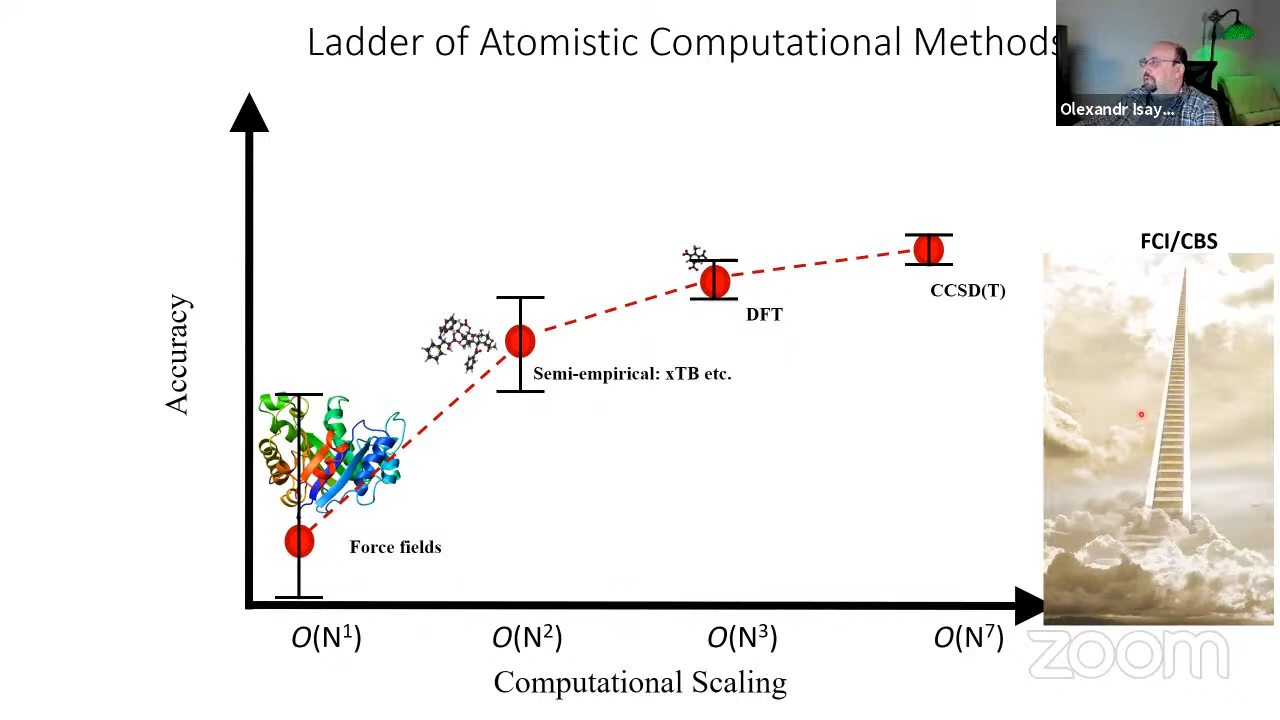 Ladder of Atomistic Computational Methods
Olexandr Isay...
FCI/CBS
CCSD(T)
DFT
Semi-empirical: xTB etc.
Force fields
Accuracy
O(N¹)
O(N²)
O(N³)
O(N⁷)
Computational Scaling
zoom